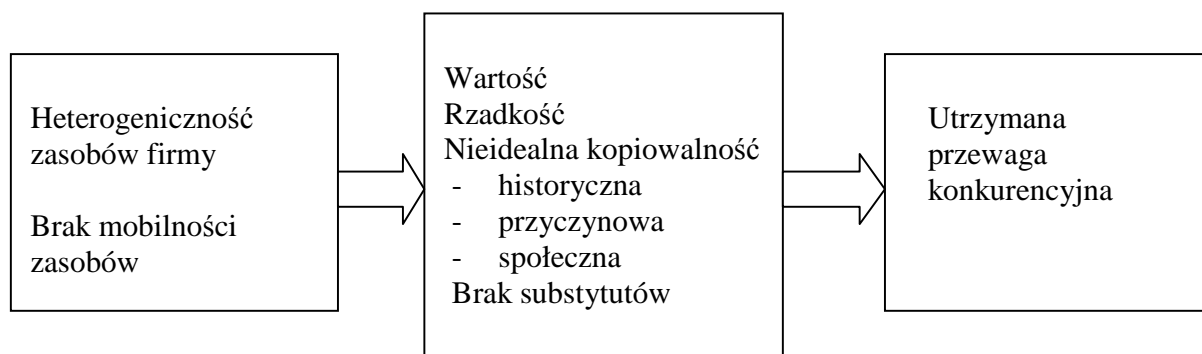 Heterogeniczność
zasobów firmy
Brak mobilności
zasobów
Wartość
Rzadkość
Nieidealna kopiowalność
- historyczna
- przyczynowa
- społeczna
Brak substytutów
Utrzymana
przewaga
konkurencyjna